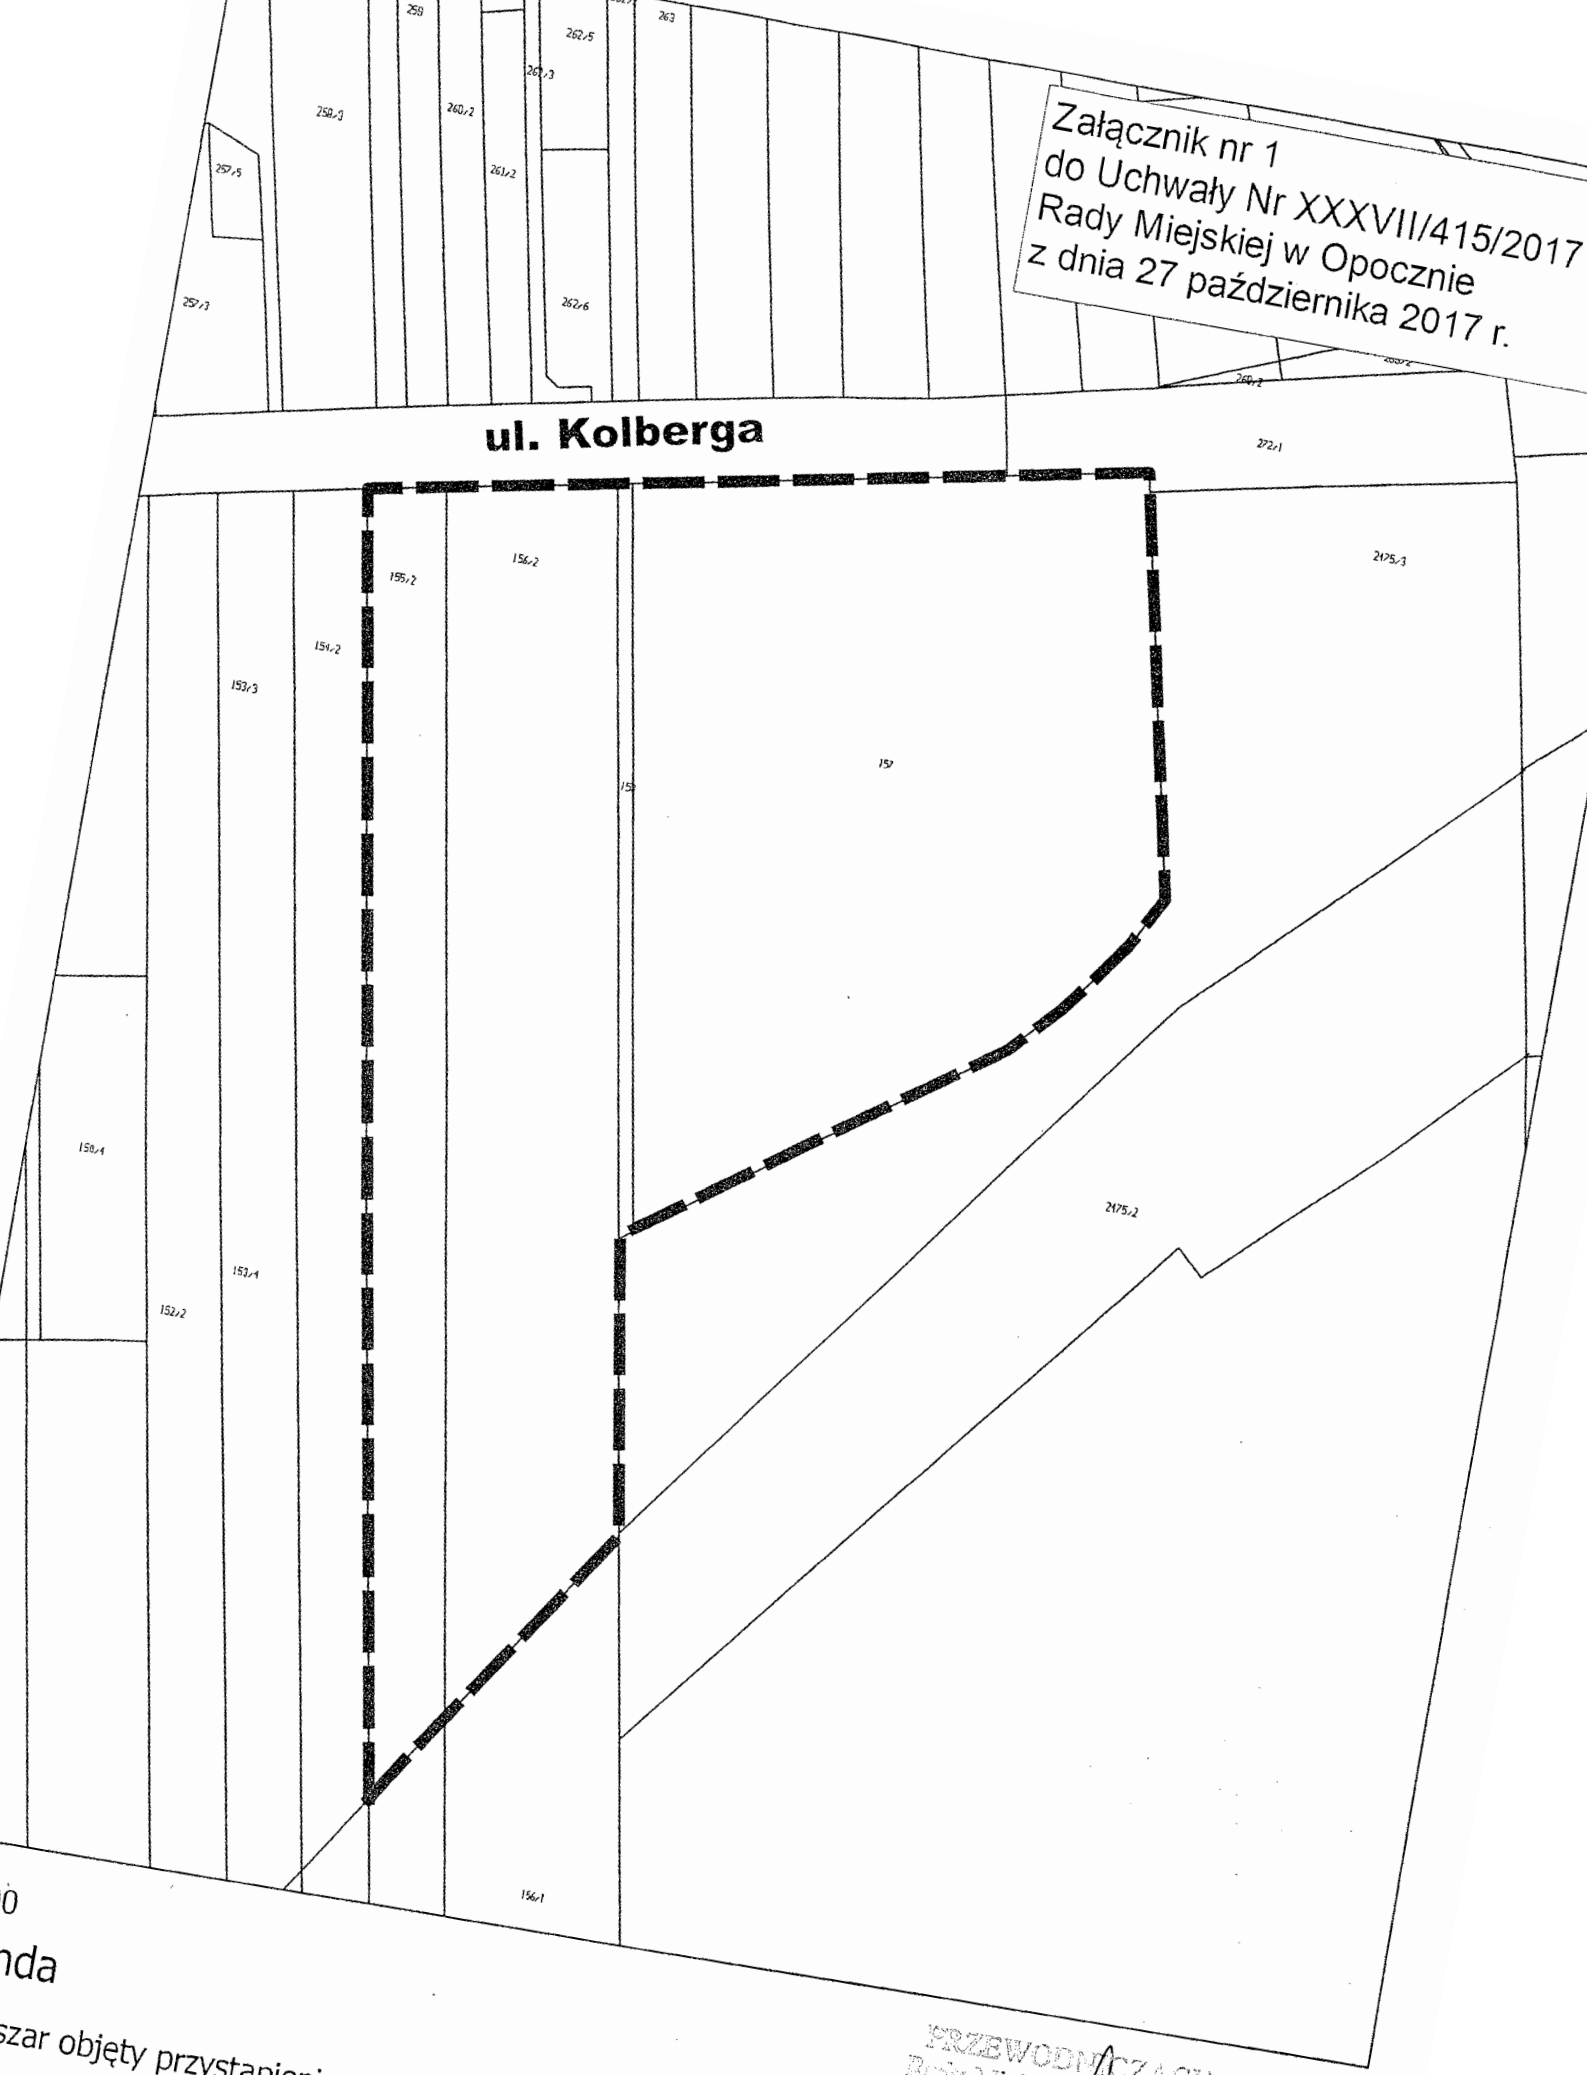 259
263
262/5
262/3
258/3
260/2
257/5
261/2
257/3
262/6
Załącznik nr 1
do Uchwały Nr XXXVII/415/2017
Rady Miejskiej w Opocznie
z dnia 27 października 2017 r.
ul. Kolberga
272/1
155/2
156/2
2175/3
154/2
153/3
157
150/4
2175/2
153/4
152/2
156/1
0
nda
szar objęty przystąpieni
PRZEWODNICZĄCY